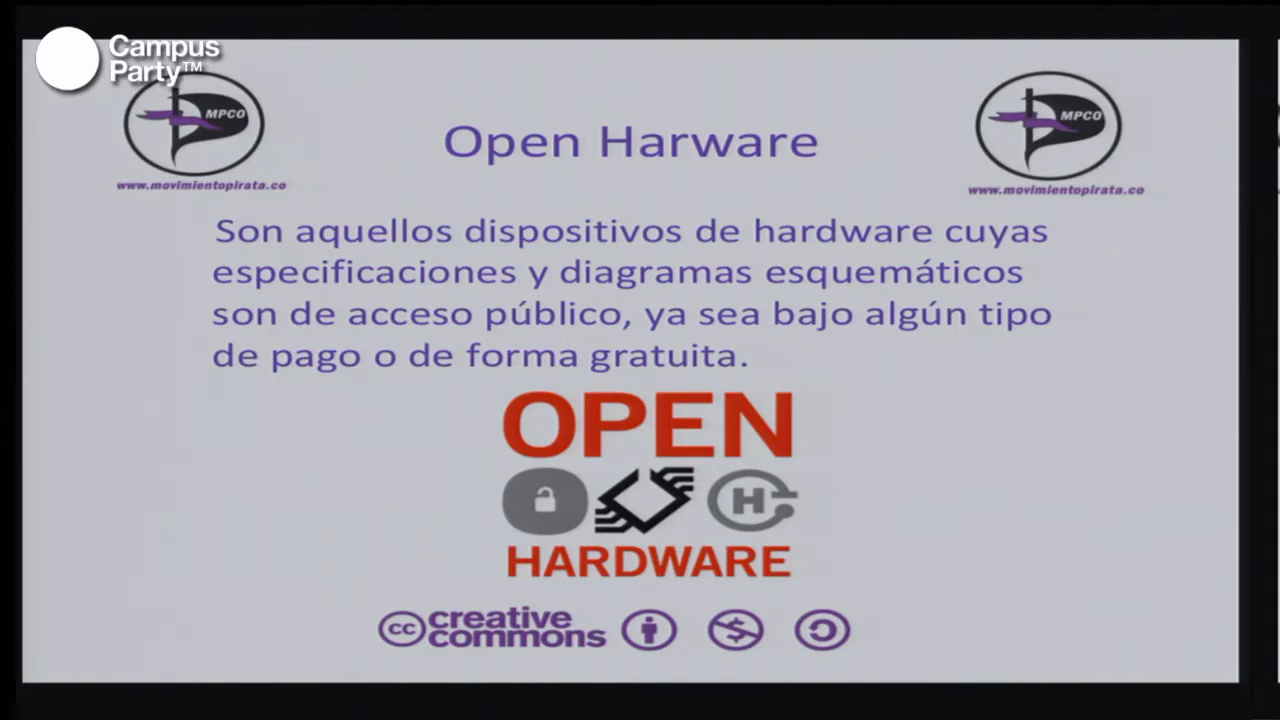 Campus
Party™
MPCO
www.movimientopirata.co
MPCO
www.movimientopirata.co
Open Harware
Son aquellos dispositivos de hardware cuyas
especificaciones y diagramas esquemáticos
son de acceso público, ya sea bajo algún tipo
de pago o de forma gratuita.
OPEN
H
HARDWARE
cc creative
commons
$